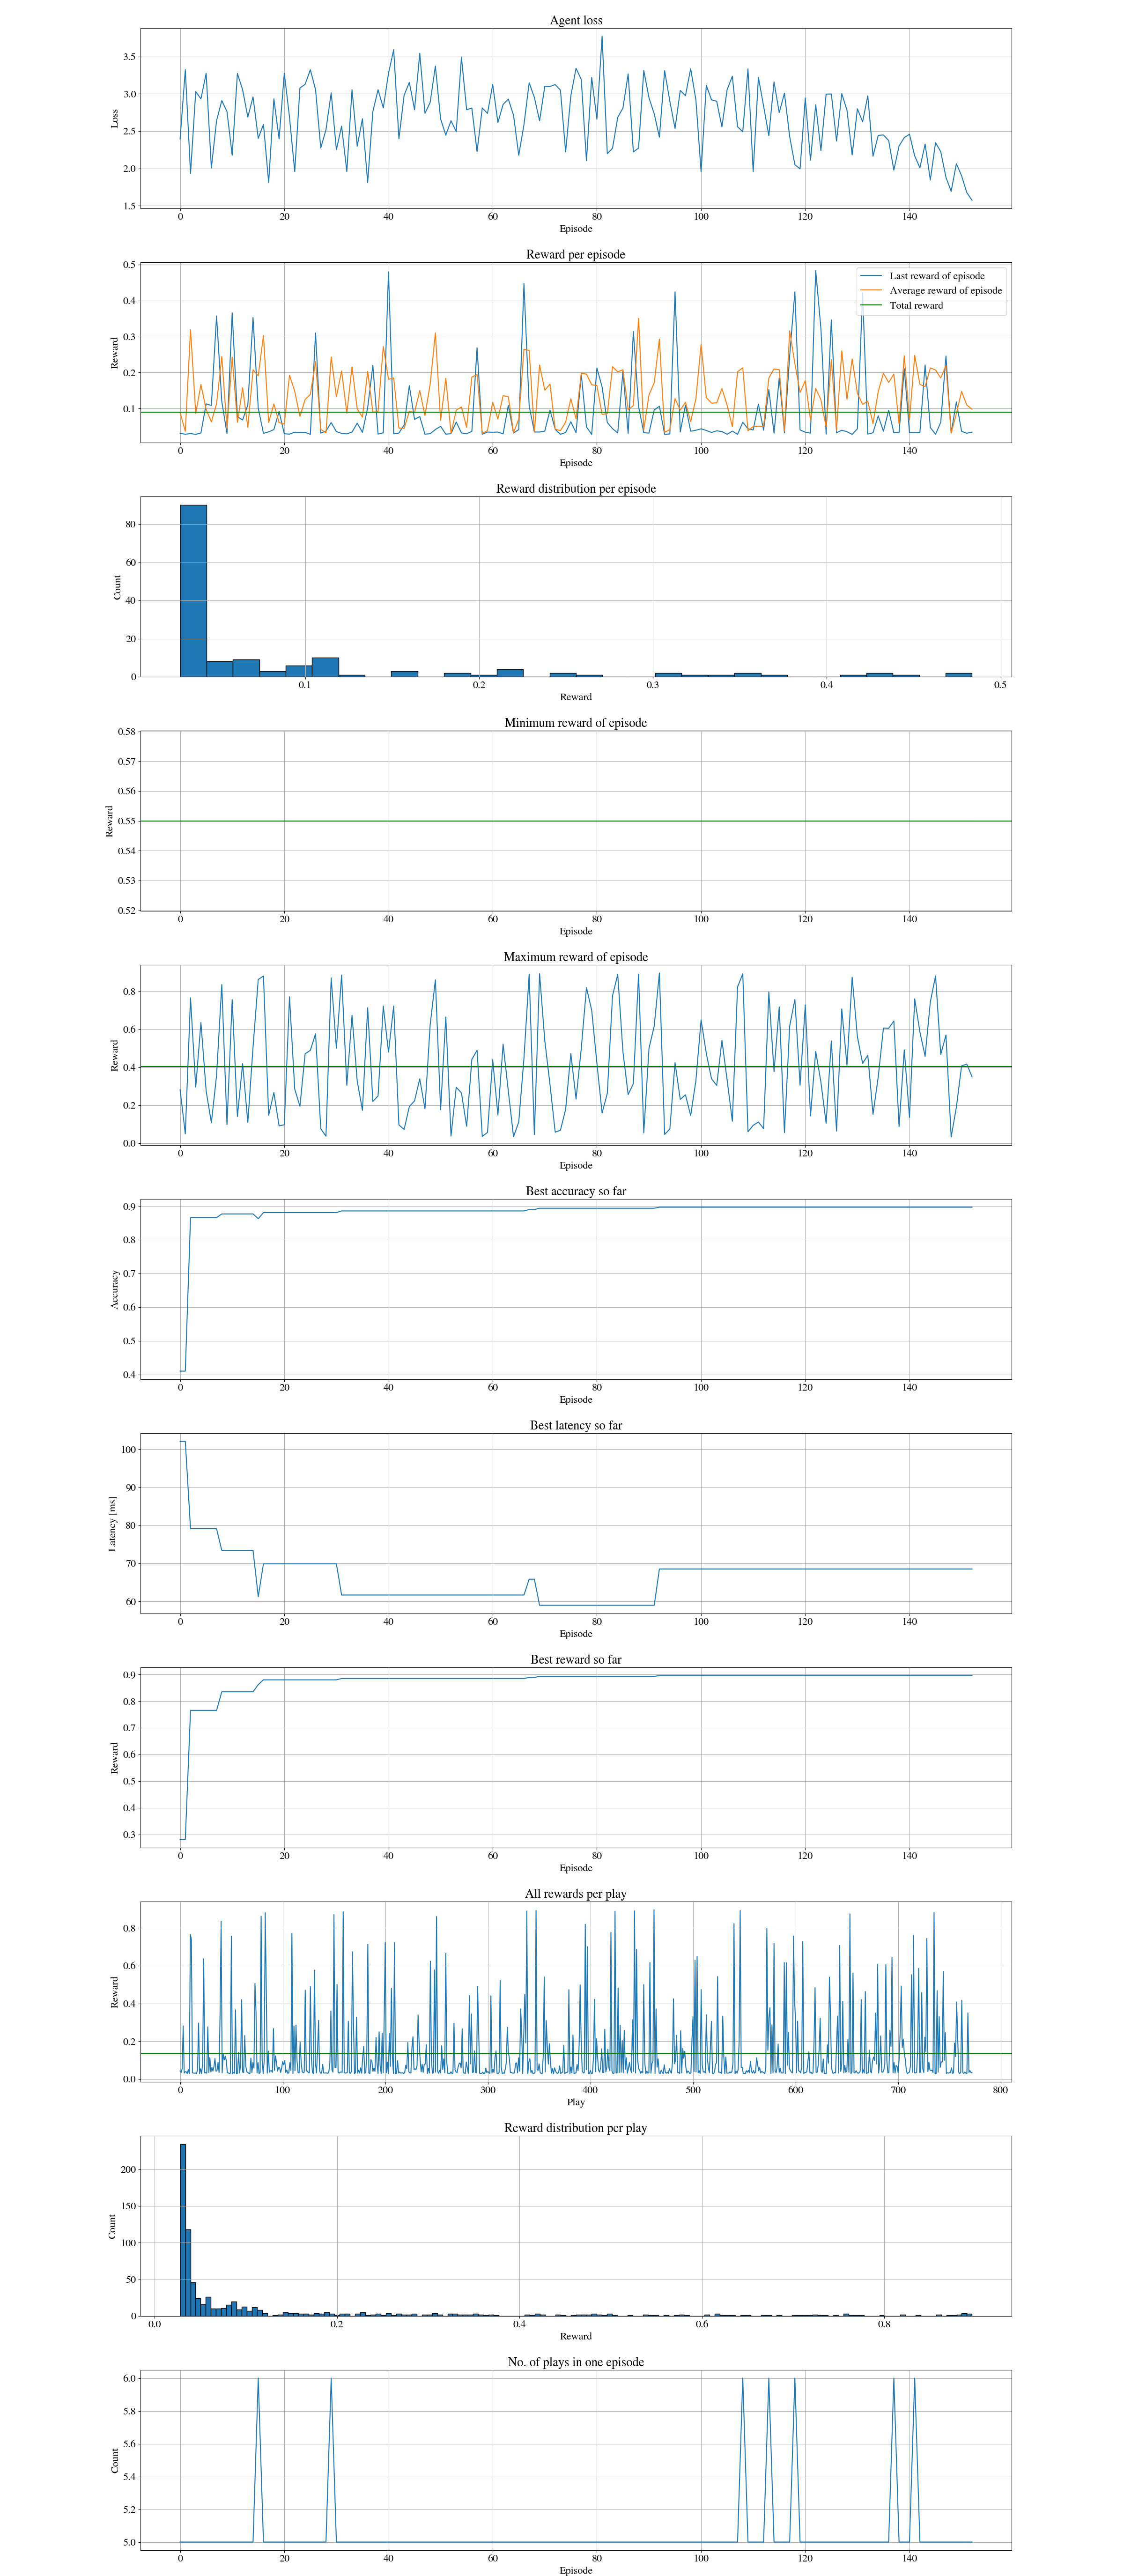 Agent loss
3.5
3.0
2.5
2.0
1.5
Loss
0 20 40 60 80 100 120 140
Episode
Reward per episode
0.5
0.4
0.3
0.2
0.1
Reward
Last reward of episode
Average reward of episode
Total reward
0 20 40 60 80 100 120 140
Episode
Reward distribution per episode
80
60
40
20
0
Count
0.1 0.2 0.3 0.4 0.5
Reward
Minimum reward of episode
0.58
0.57
0.56
0.55
0.54
0.53
0.52
Reward
0 20 40 60 80 100 120 140
Episode
Maximum reward of episode
0.8
0.6
0.4
0.2
0.0
Reward
0 20 40 60 80 100 120 140
Episode
Best accuracy so far
0.9
0.8
0.7
0.6
0.5
0.4
Accuracy
0 20 40 60 80 100 120 140
Episode
Best latency so far
100
90
80
70
60
Latency [ms]
0 20 40 60 80 100 120 140
Episode
Best reward so far
0.9
0.8
0.7
0.6
0.5
0.4
0.3
Reward
0 20 40 60 80 100 120 140
Episode
All rewards per play
0.8
0.6
0.4
0.2
0.0
Reward
0 100 200 300 400 500 600 700 800
Play
Reward distribution per play
200
150
100
50
0
Count
0.0 0.2 0.4 0.6 0.8
Reward
No. of plays in one episode
6.0
5.8
5.6
5.4
5.2
5.0
Count
0 20 40 60 80 100 120 140
Episode